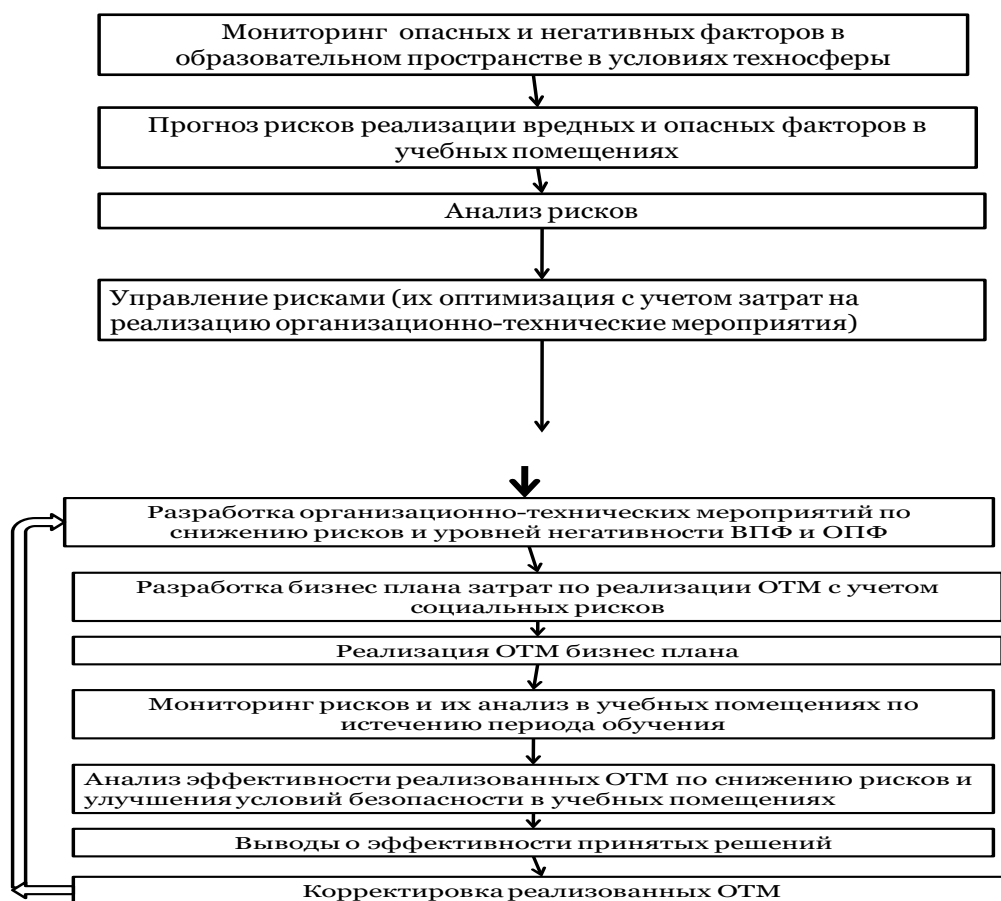 Мониторинг опасных и негативных факторов в
образовательном пространстве в условиях техносферы
Прогноз рисков реализации вредных и опасных факторов в
учебных помещениях
Анализ рисков
Управление рисками (их оптимизация с учетом затрат на
реализацию организационно-технические мероприятия)
Разработка организационно-технических мероприятий по
снижению рисков и уровней негативности ВПФ и ОПФ
Разработка бизнес плана затрат по реализации ОТМ с учетом
социальных рисков
Реализация ОТМ бизнес плана
Мониторинг рисков и их анализ в учебных помещениях по
истечению периода обучения
Анализ эффективности реализованных ОТМ по снижению рисков и
улучшения условий безопасности в учебных помещениях
Выводы о эффективности принятых решений
Корректировка реализованных ОТМ